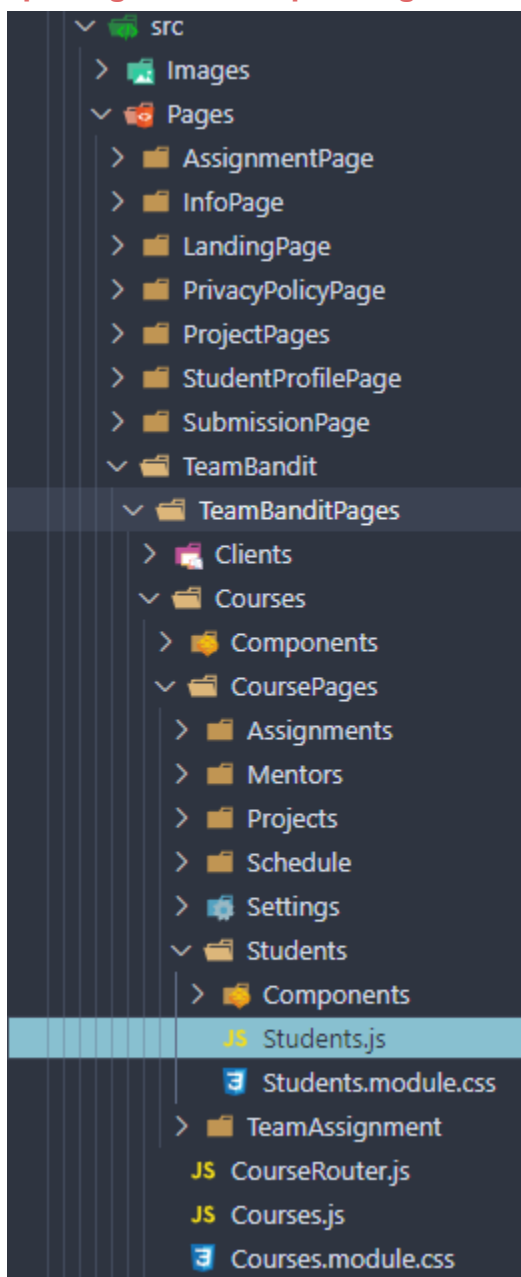 src
Images
Pages
AssignmentPage
InfoPage
LandingPage
PrivacyPolicyPage
ProjectPages
StudentProfilePage
SubmissionPage
TeamBandit
TeamBanditPages
Clients
Courses
Components
CoursePages
Assignments
Mentors
Projects
Schedule
Settings
Students
Components
JS Students.js
Students.module.css
TeamAssignment
JS CourseRouter.js
JS Courses.js
Courses.module.css